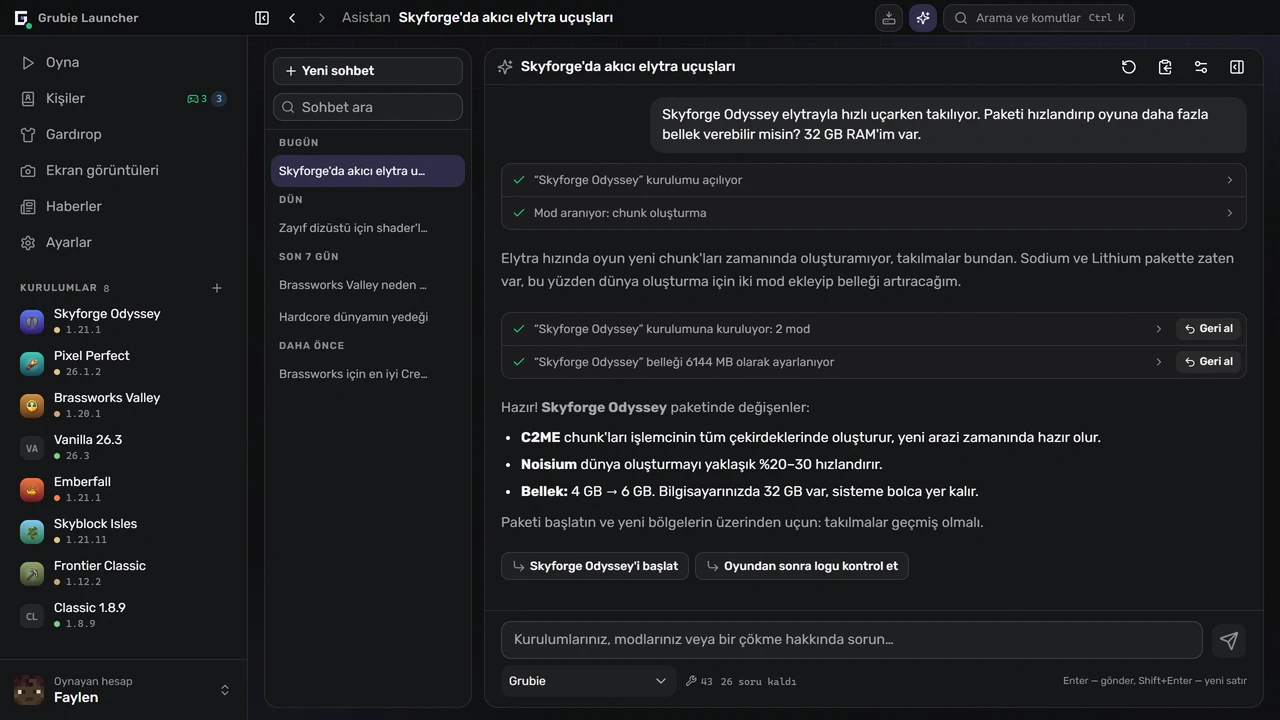 Grubie Launcher
Asistan Skyforge'da akıcı elytra uçuşları
Arama ve komutlar Ctrl K
Oyna
Kişiler 3 3
Gardırop
Ekran görüntüleri
Haberler
Ayarlar
KURULUMLAR 8
Skyforge Odyssey
1.21.1
Pixel Perfect
26.1.2
Brassworks Valley
1.20.1
VA
Vanilla 26.3
26.3
Emberfall
1.21.1
Skyblock Isles
1.21.11
Frontier Classic
1.12.2
CL
Classic 1.8.9
1.8.9
Oynayan hesap
Faylen
Yeni sohbet
Sohbet ara
BUGÜN
Skyforge'da akıcı elytra u...
DÜN
Zayıf dizüstü için shader'l...
SON 7 GÜN
Brassworks Valley neden ...
Hardcore dünyamın yedeği
DAHA ÖNCE
Brassworks için en iyi Cre...
Skyforge'da akıcı elytra uçuşları
Skyforge Odyssey elytrayla hızlı uçarken takılıyor. Paketi hızlandırıp oyuna daha fazla
bellek verebilir misin? 32 GB RAM'im var.
"Skyforge Odyssey" kurulumu açılıyor
Mod aranıyor: chunk oluşturma
Elytra hızında oyun yeni chunk'ları zamanında oluşturamıyor, takılmalar bundan. Sodium ve Lithium pakette zaten
var, bu yüzden dünya oluşturma için iki mod ekleyip belleği artıracağım.
"Skyforge Odyssey" kurulumuna kuruluyor: 2 mod Geri al
"Skyforge Odyssey" belleği 6144 MB olarak ayarlanıyor Geri al
Hazır! Skyforge Odyssey paketinde değişenler:
• C2ME chunk'ları işlemcinin tüm çekirdeklerinde oluşturur, yeni arazi zamanında hazır olur.
• Noisium dünya oluşturmayı yaklaşık %20–30 hızlandırır.
• Bellek: 4 GB → 6 GB. Bilgisayarınızda 32 GB var, sisteme bolca yer kalır.
Paketi başlatın ve yeni bölgelerin üzerinden uçun: takılmalar geçmiş olmalı.
Skyforge Odyssey'i başlat Oyundan sonra logu kontrol et
Kurulumlarınız, modlarınız veya bir çökme hakkında sorun...
Grubie 43 26 soru kaldı Enter — gönder, Shift+Enter — yeni satır